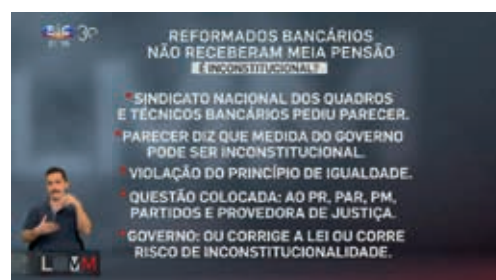 SIC 30
REFORMADOS BANCÁRIOS
NÃO RECEBERAM MEIA PENSÃO
É INCONSTITUCIONAL?
*SINDICATO NACIONAL DOS QUADROS
E TÉCNICOS BANCÁRIOS PEDIU PARECER.
*PARECER DIZ QUE MEDIDA DO GOVERNO
PODE SER INCONSTITUCIONAL.
*VIOLAÇÃO DO PRINCÍPIO DE IGUALDADE.
*QUESTÃO COLOCADA: AO PR, PAR, PM,
PARTIDOS E PROVEDORA DE JUSTIÇA.
*GOVERNO: OU CORRIGE A LEI OU CORRE
RISCO DE INCONSTITUCIONALIDADE.